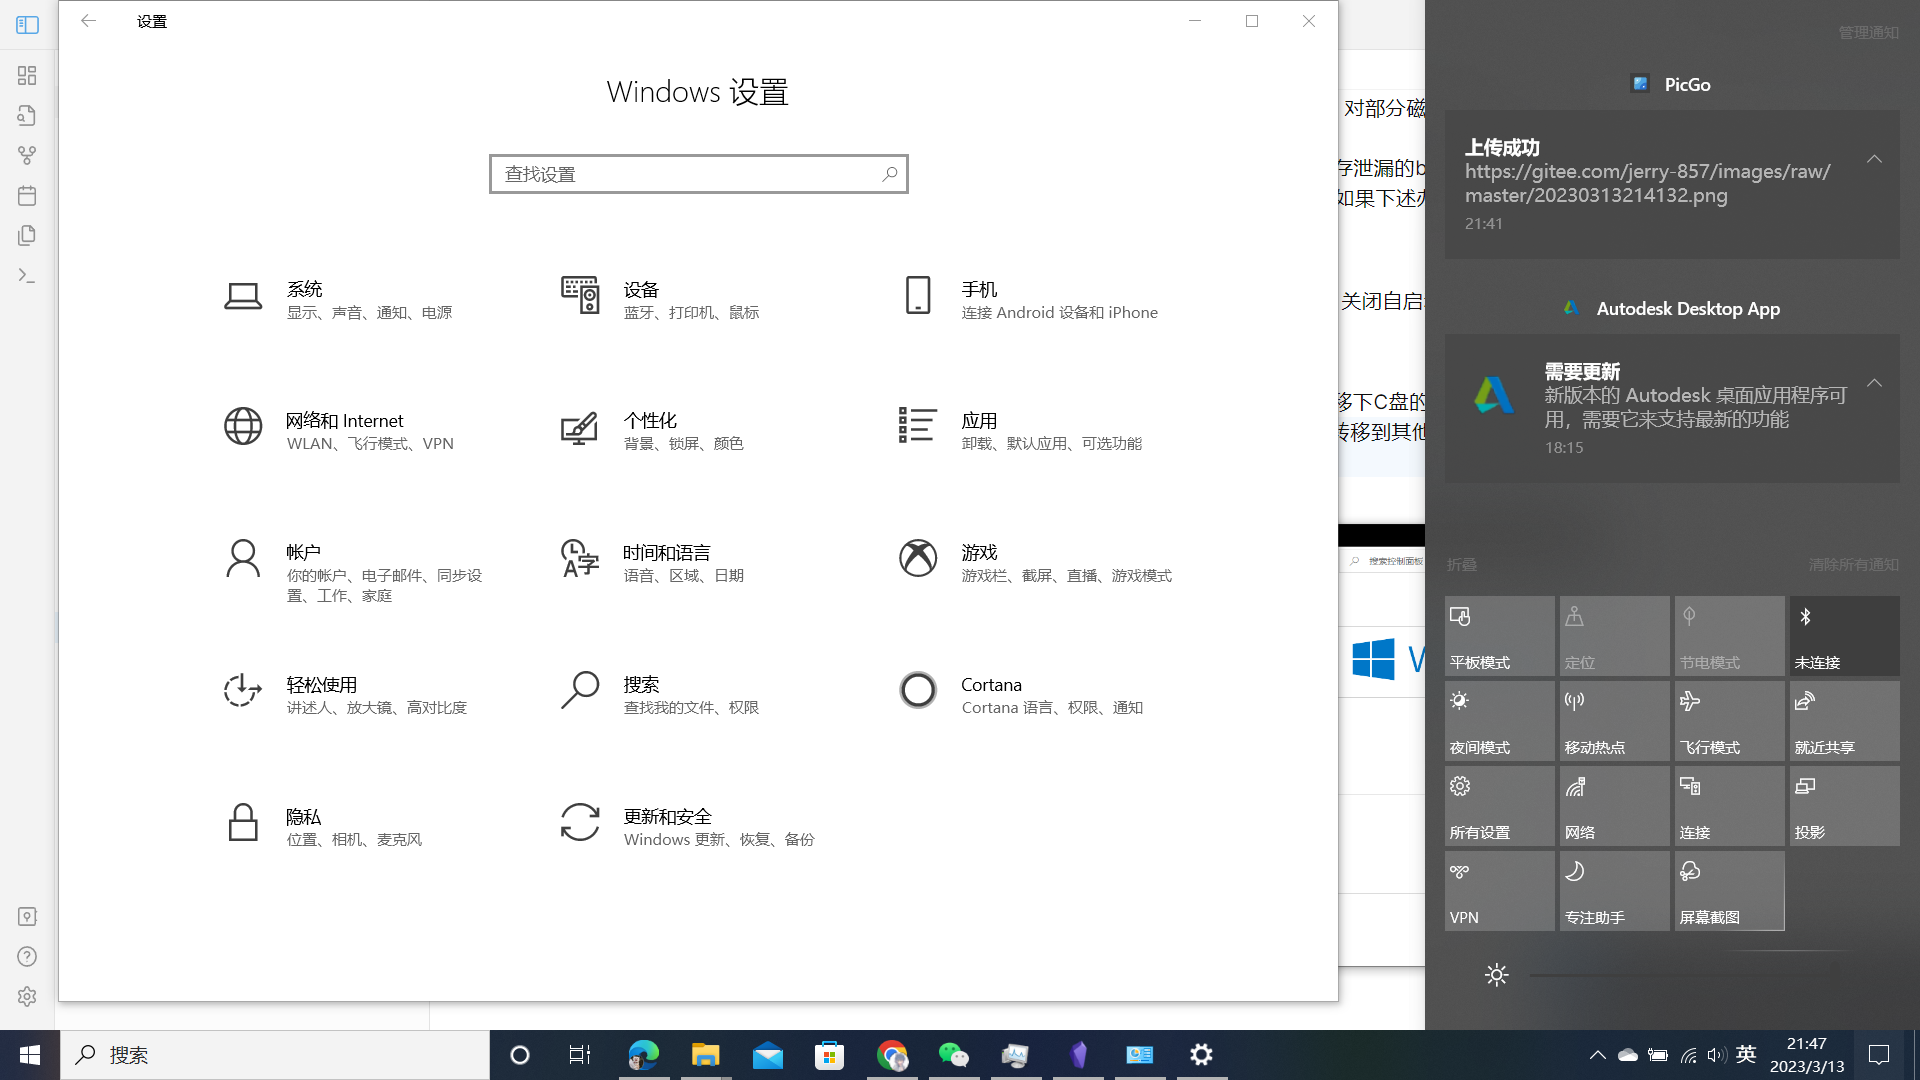 设置
Windows 设置
查找设置
系统
显示、声音、通知、电源
设备
蓝牙、打印机、鼠标
手机
连接 Android 设备和 iPhone
网络和 Internet
WLAN、飞行模式、VPN
个性化
背景、锁屏、颜色
应用
卸载、默认应用、可选功能
帐户
你的帐户、电子邮件、同步设
置、工作、家庭
时间和语言
语音、区域、日期
游戏
游戏栏、截屏、直播、游戏模式
轻松使用
讲述人、放大镜、高对比度
搜索
查找我的文件、权限
Cortana
Cortana 语言、权限、通知
隐私
位置、相机、麦克风
更新和安全
Windows 更新、恢复、备份
对部分磁
存泄漏的b
如果下述办
关闭自启
移下C盘的
转移到其他
搜索控制面板
管理通知
PicGo
上传成功
https://gitee.com/jerry-857/images/raw/
master/20230313214132.png
21:41
Autodesk Desktop App
需要更新
新版本的 Autodesk 桌面应用程序可
用，需要它来支持最新的功能
18:15
折叠
清除所有通知
平板模式
定位
节电模式
未连接
夜间模式
移动热点
飞行模式
就近共享
所有设置
网络
连接
投影
VPN
专注助手
屏幕截图
搜索
英
21:47
2023/3/13